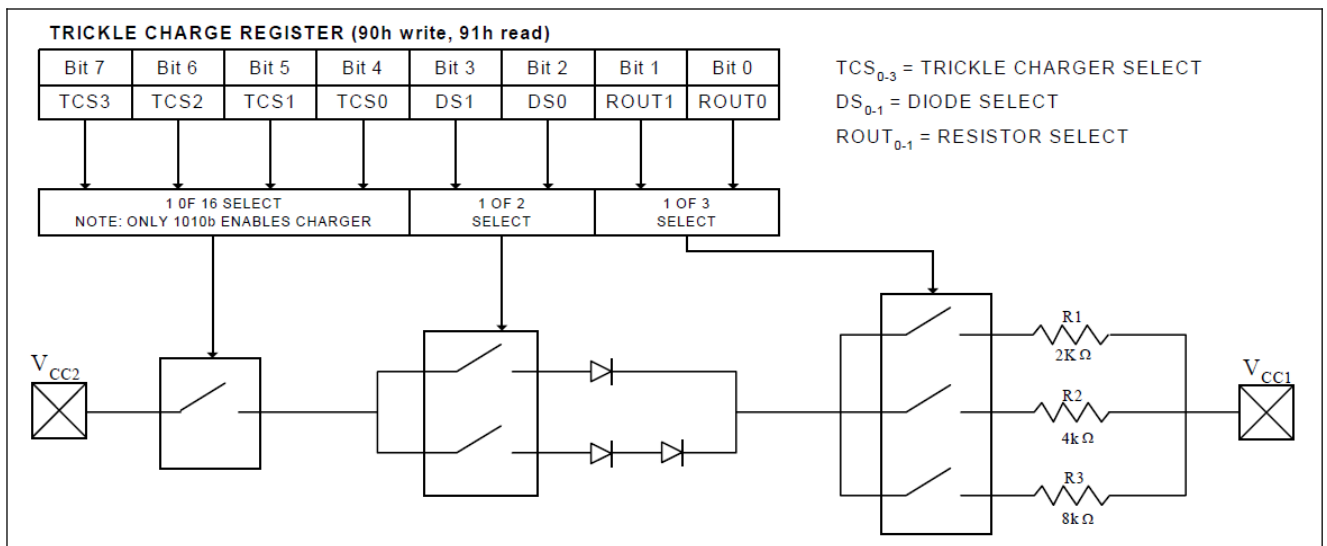 TRICKLE CHARGE REGISTER (90h write, 91h read)
Bit 7 Bit 6 Bit 5 Bit 4 Bit 3 Bit 2 Bit 1 Bit 0
TCS3 TCS2 TCS1 TCS0 DS1 DS0 ROUT1 ROUT0
TCS0-3 = TRICKLE CHARGER SELECT
DS0-1 = DIODE SELECT
ROUT0-1 = RESISTOR SELECT
1 0F 16 SELECT
NOTE: ONLY 1010b ENABLES CHARGER
1 OF 2
SELECT
1 OF 3
SELECT
VCC2
R1
2K Ω
R2
4k Ω
R3
8k Ω
VCC1